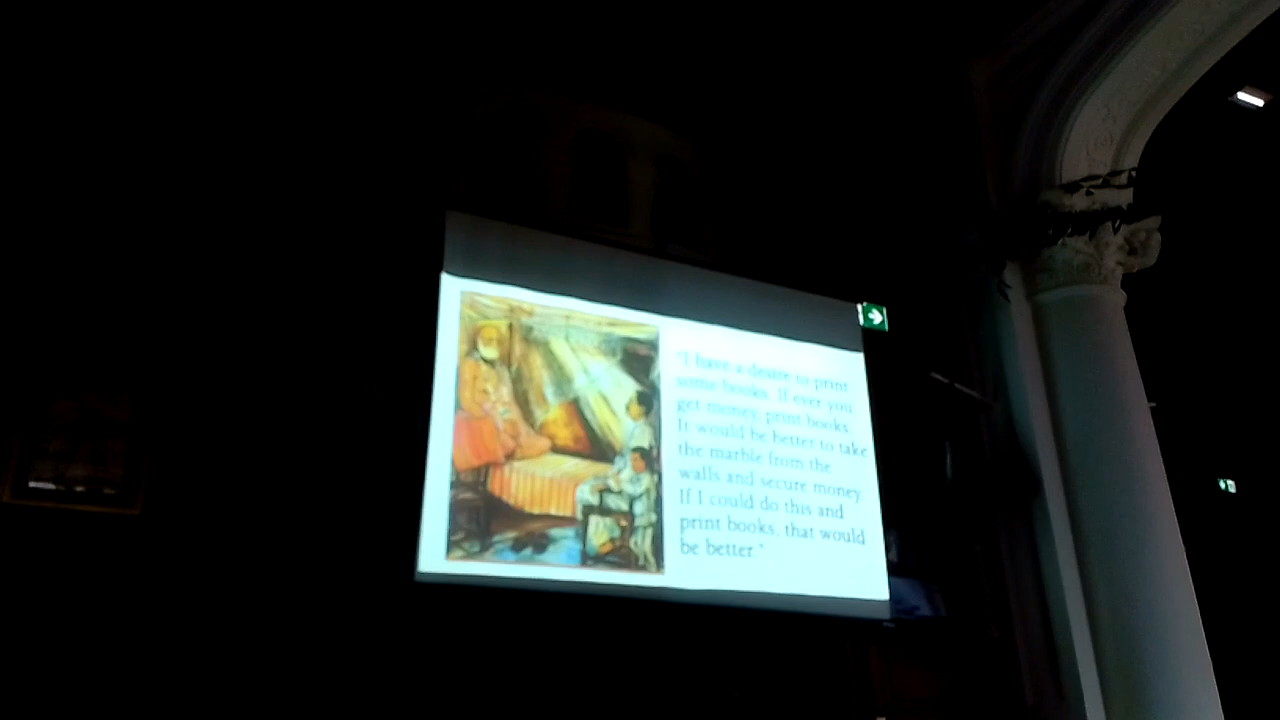 "I have a desire to print
some books. If ever you
get money, print books.
It would be better to take
the marble from the
walls and secure money.
If I could do this and
print books, that would
be better."